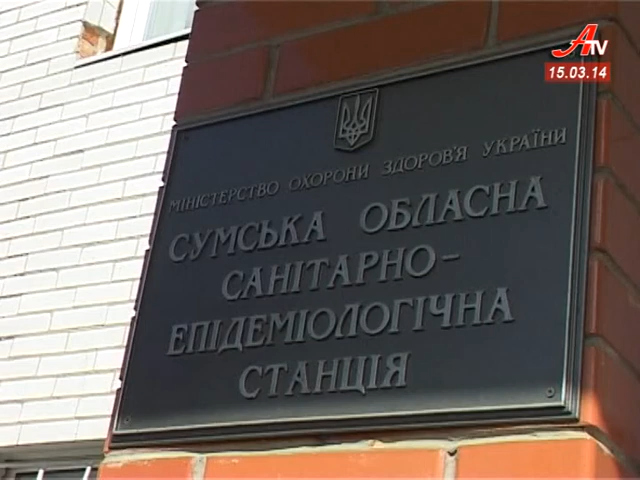 ATV
15.03.14
МІНІСТЕРСТВО ОХОРОНИ ЗДОРОВ'Я УКРАЇНИ
СУМСЬКА ОБЛАСНА
САНІТАРНО-
ЕПІДЕМІОЛОГІЧНА
СТАНЦІЯ